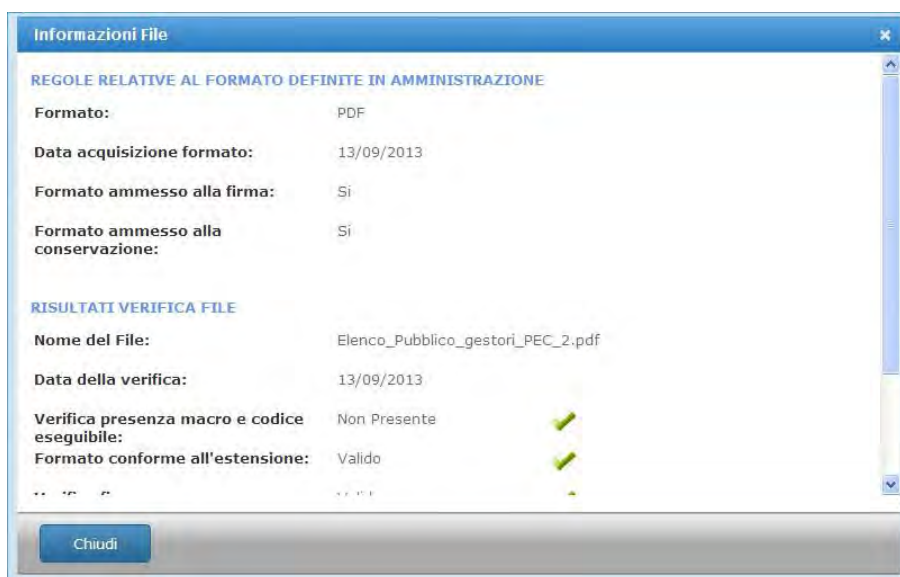 Informazioni File
REGOLE RELATIVE AL FORMATO DEFINITE IN AMMINISTRAZIONE
Formato: PDF
Data acquisizione formato: 13/09/2013
Formato ammesso alla firma: Si
Formato ammesso alla Si
conservazione:
RISULTATI VERIFICA FILE
Nome del File: Elenco_Pubblico_gestori_PEC_2.pdf
Data della verifica: 13/09/2013
Verifica presenza macro e codice Non Presente
eseguibile:
Formato conforme all'estensione: Valido
Chiudi